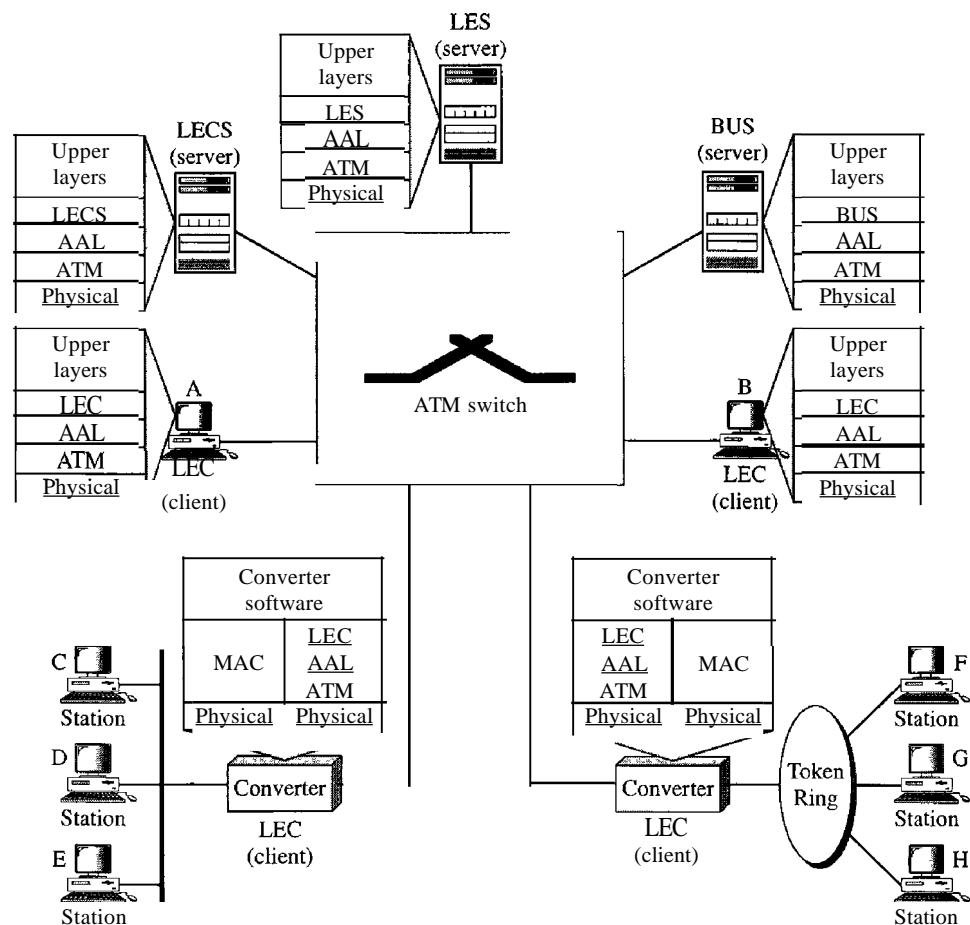 LES
(server)
Upper
layers
LES
AAL
ATM
Physical
LECS
(server)
Upper
layers
LECS
AAL
ATM
Physical
BUS
(server)
Upper
layers
BUS
AAL
ATM
Physical
Upper
layers
LEC
AAL
ATM
Physical
A
LEC
(client)
ATM switch
B
LEC
(client)
Upper
layers
LEC
AAL
ATM
Physical
Converter
software
MAC
LEC
AAL
ATM
Physical
Physical
Converter
LEC
(client)
Converter
software
LEC
AAL
ATM
MAC
Physical
Physical
Converter
LEC
(client)
C
Station
D
Station
E
Station
Token
Ring
F
Station
G
Station
H
Station